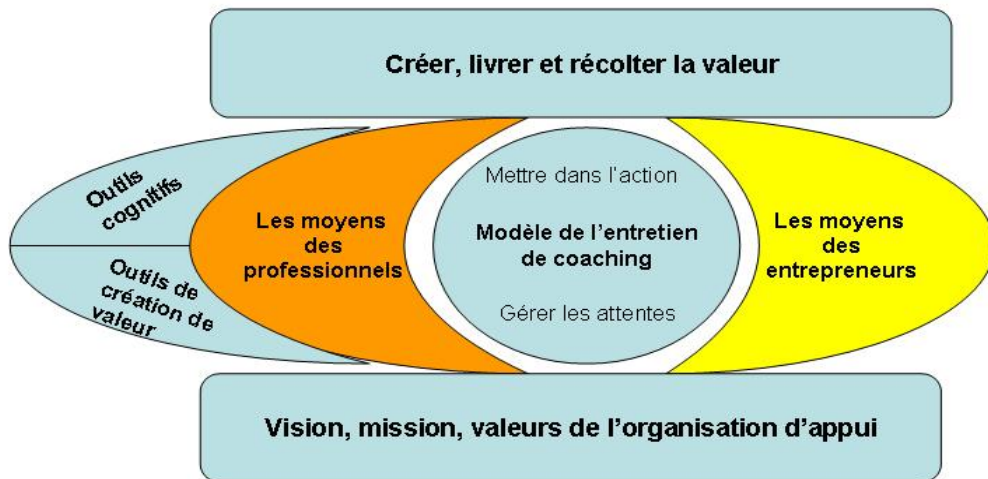 Créer, livrer et récolter la valeur
Outils
cognitifs
Outils de
création de
valeur
Les moyens
des
professionnels
Mettre dans l'action
Modèle de l'entretien
de coaching
Gérer les attentes
Les moyens
des
entrepreneurs
Vision, mission, valeurs de l'organisation d'appui